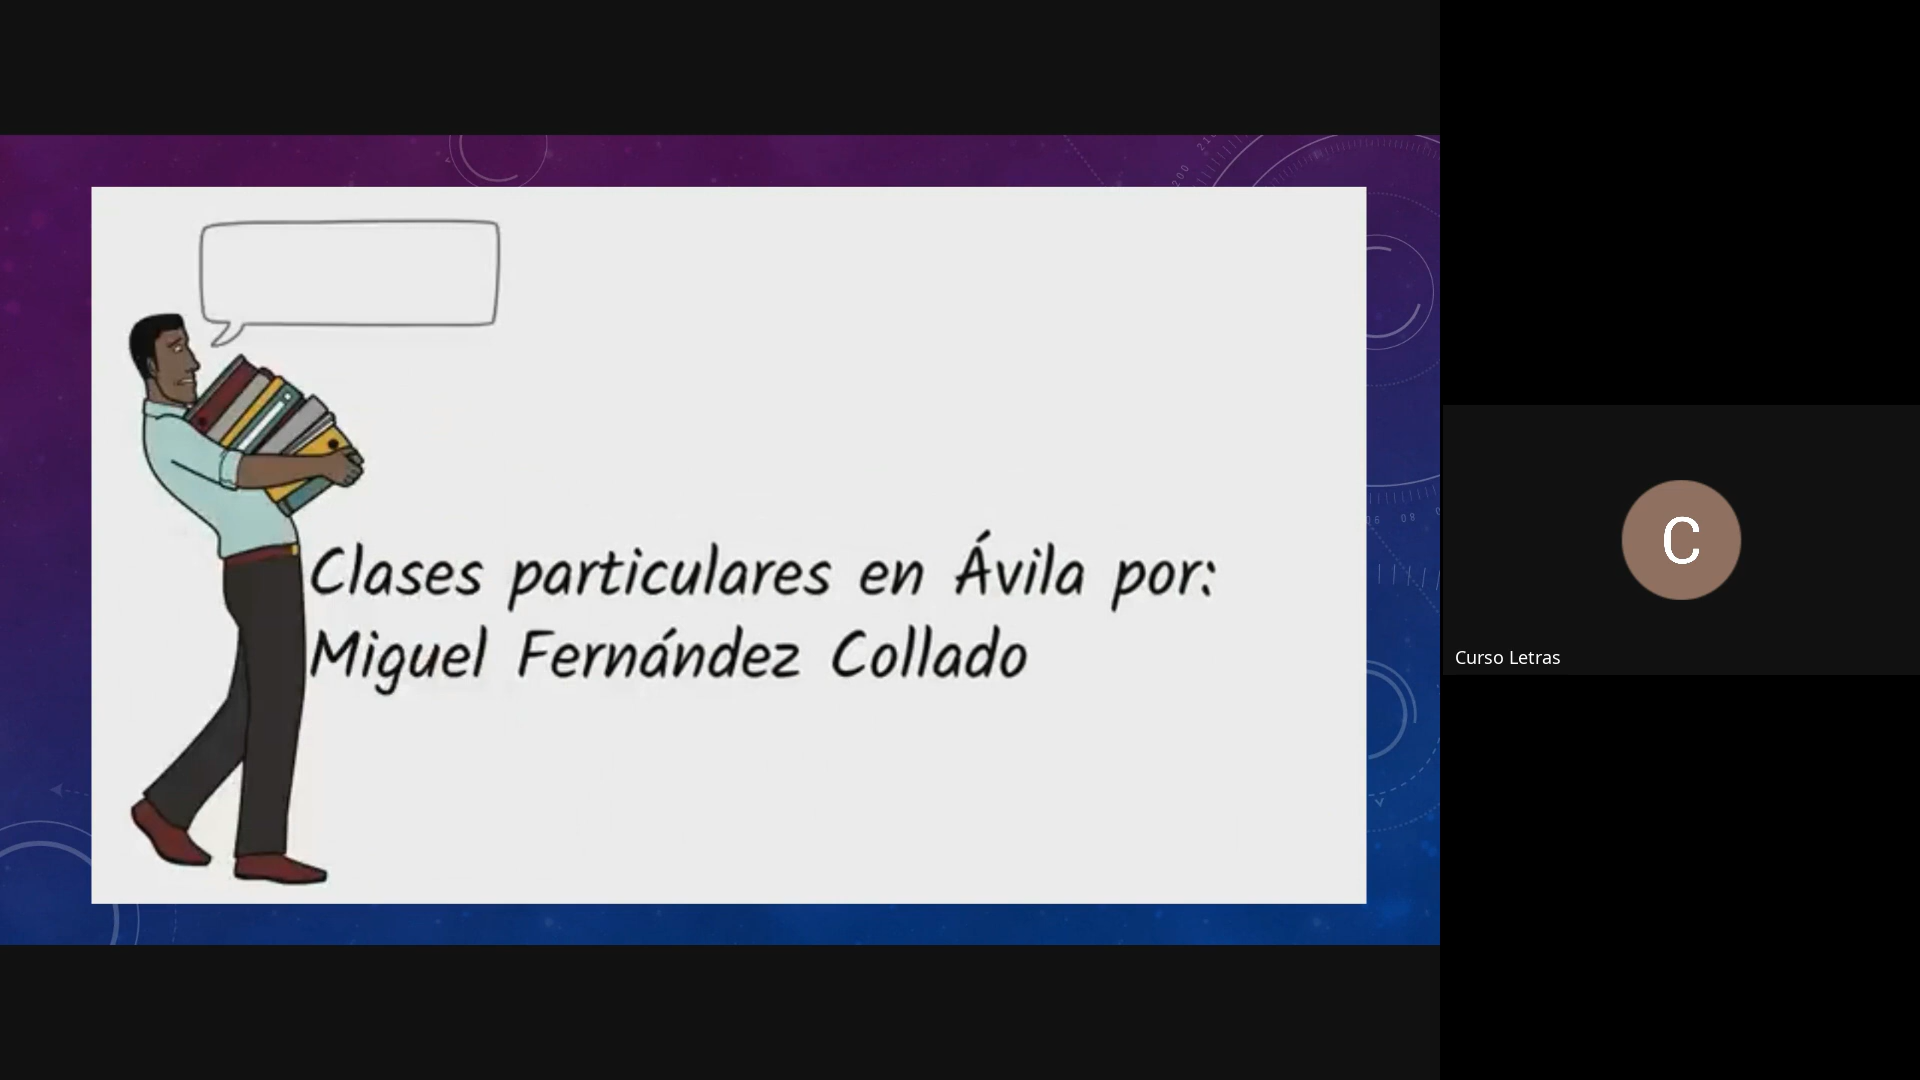 Clases particulares en Ávila por:
Miguel Fernández Collado
C
Curso Letras